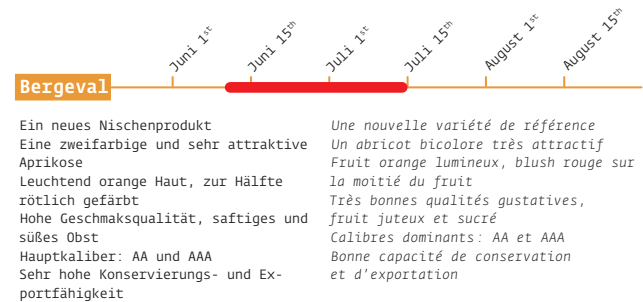 Juni 1st
Juni 15th
Juli 1st
Juli 15th
August 1st
August 15th
Bergeval
Ein neues Nischenprodukt
Eine zweifarbige und sehr attraktive
Aprikose
Leuchtend orange Haut, zur Hälfte
rötlich gefärbt
Hohe Geschmaksqualität, saftiges und
süßes Obst
Hauptkaliber: AA und AAA
Sehr hohe Konservierungs- und Ex-
portfähigkeit
Une nouvelle variété de référence
Un abricot bicolore très attractif
Fruit orange lumineux, blush rouge sur
la moitié du fruit
Très bonnes qualités gustatives,
fruit juteux et sucré
Calibres dominants: AA et AAA
Bonne capacité de conservation
et d'exportation